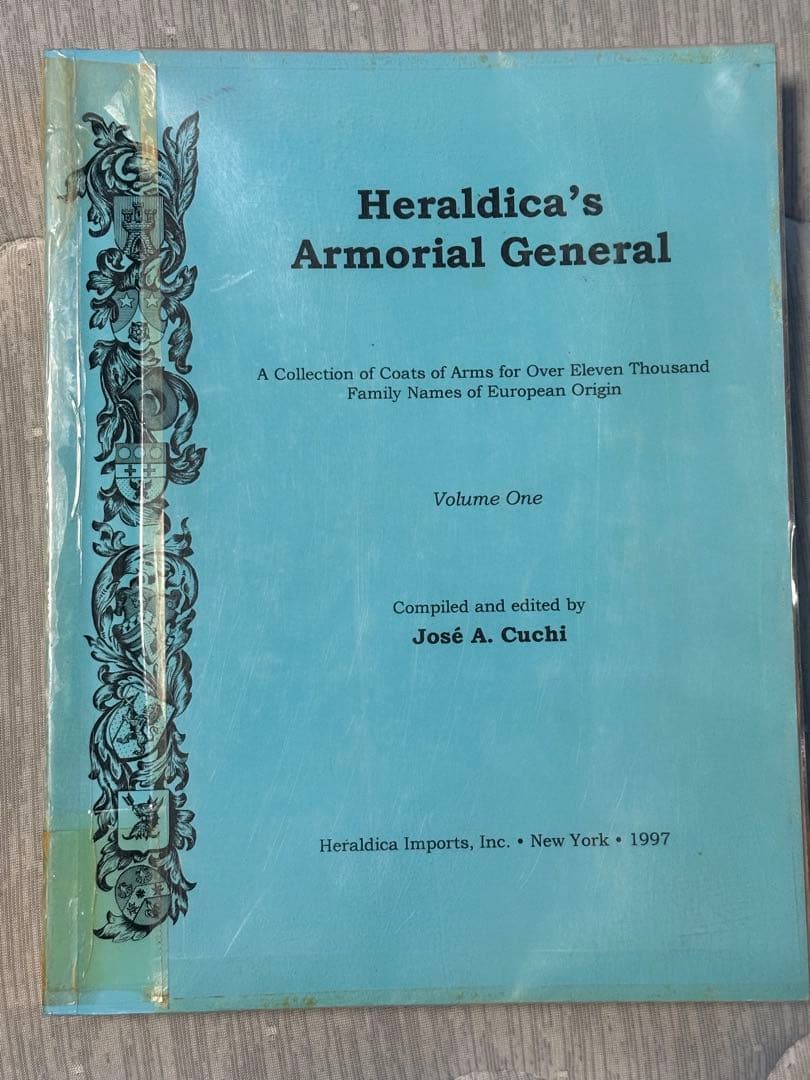 Heraldica's
Armorial General
A Collection of Coats of Arms for Over Eleven Thousand
Family Names of European Origin
Volume One
Compiled and edited by
José A. Cuchi
Heraldica Imports, Inc. • New York • 1997